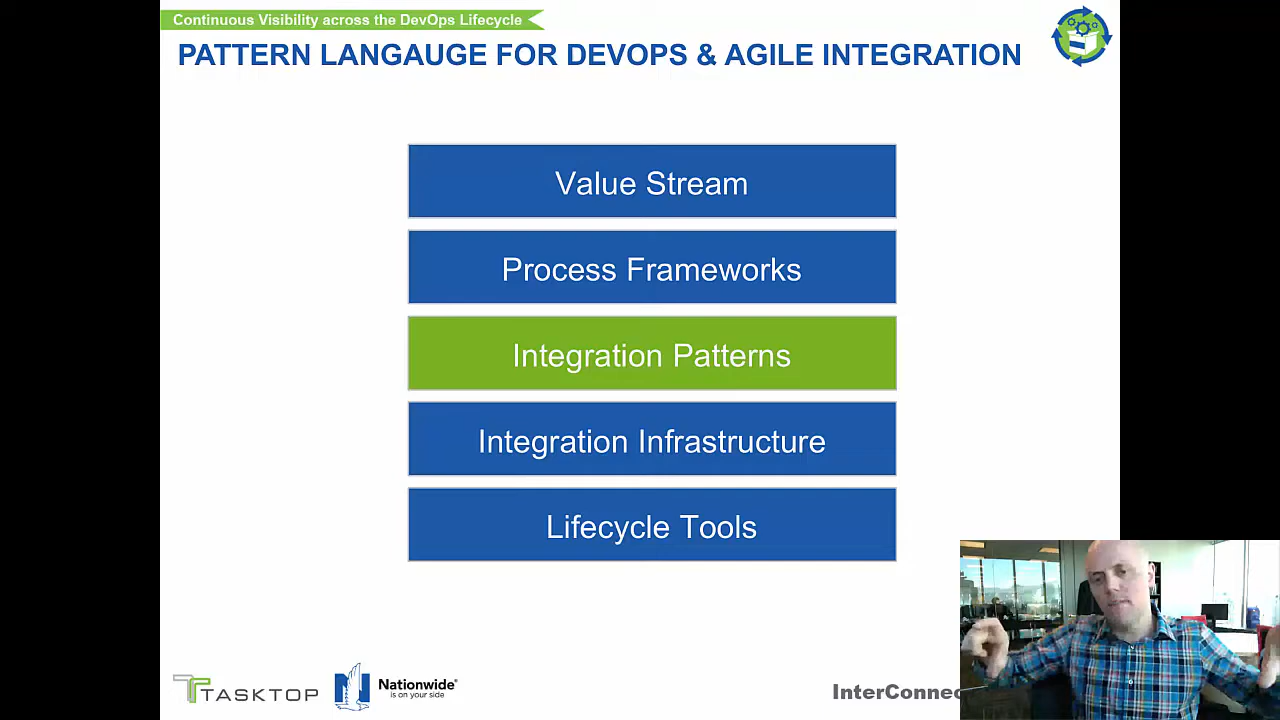 Continuous Visibility across the DevOps Lifecycle
PATTERN LANGAUGE FOR DEVOPS & AGILE INTEGRATION
Value Stream
Process Frameworks
Integration Patterns
Integration Infrastructure
Lifecycle Tools
TASKTOP
Nationwide®
is on your side
InterConnec